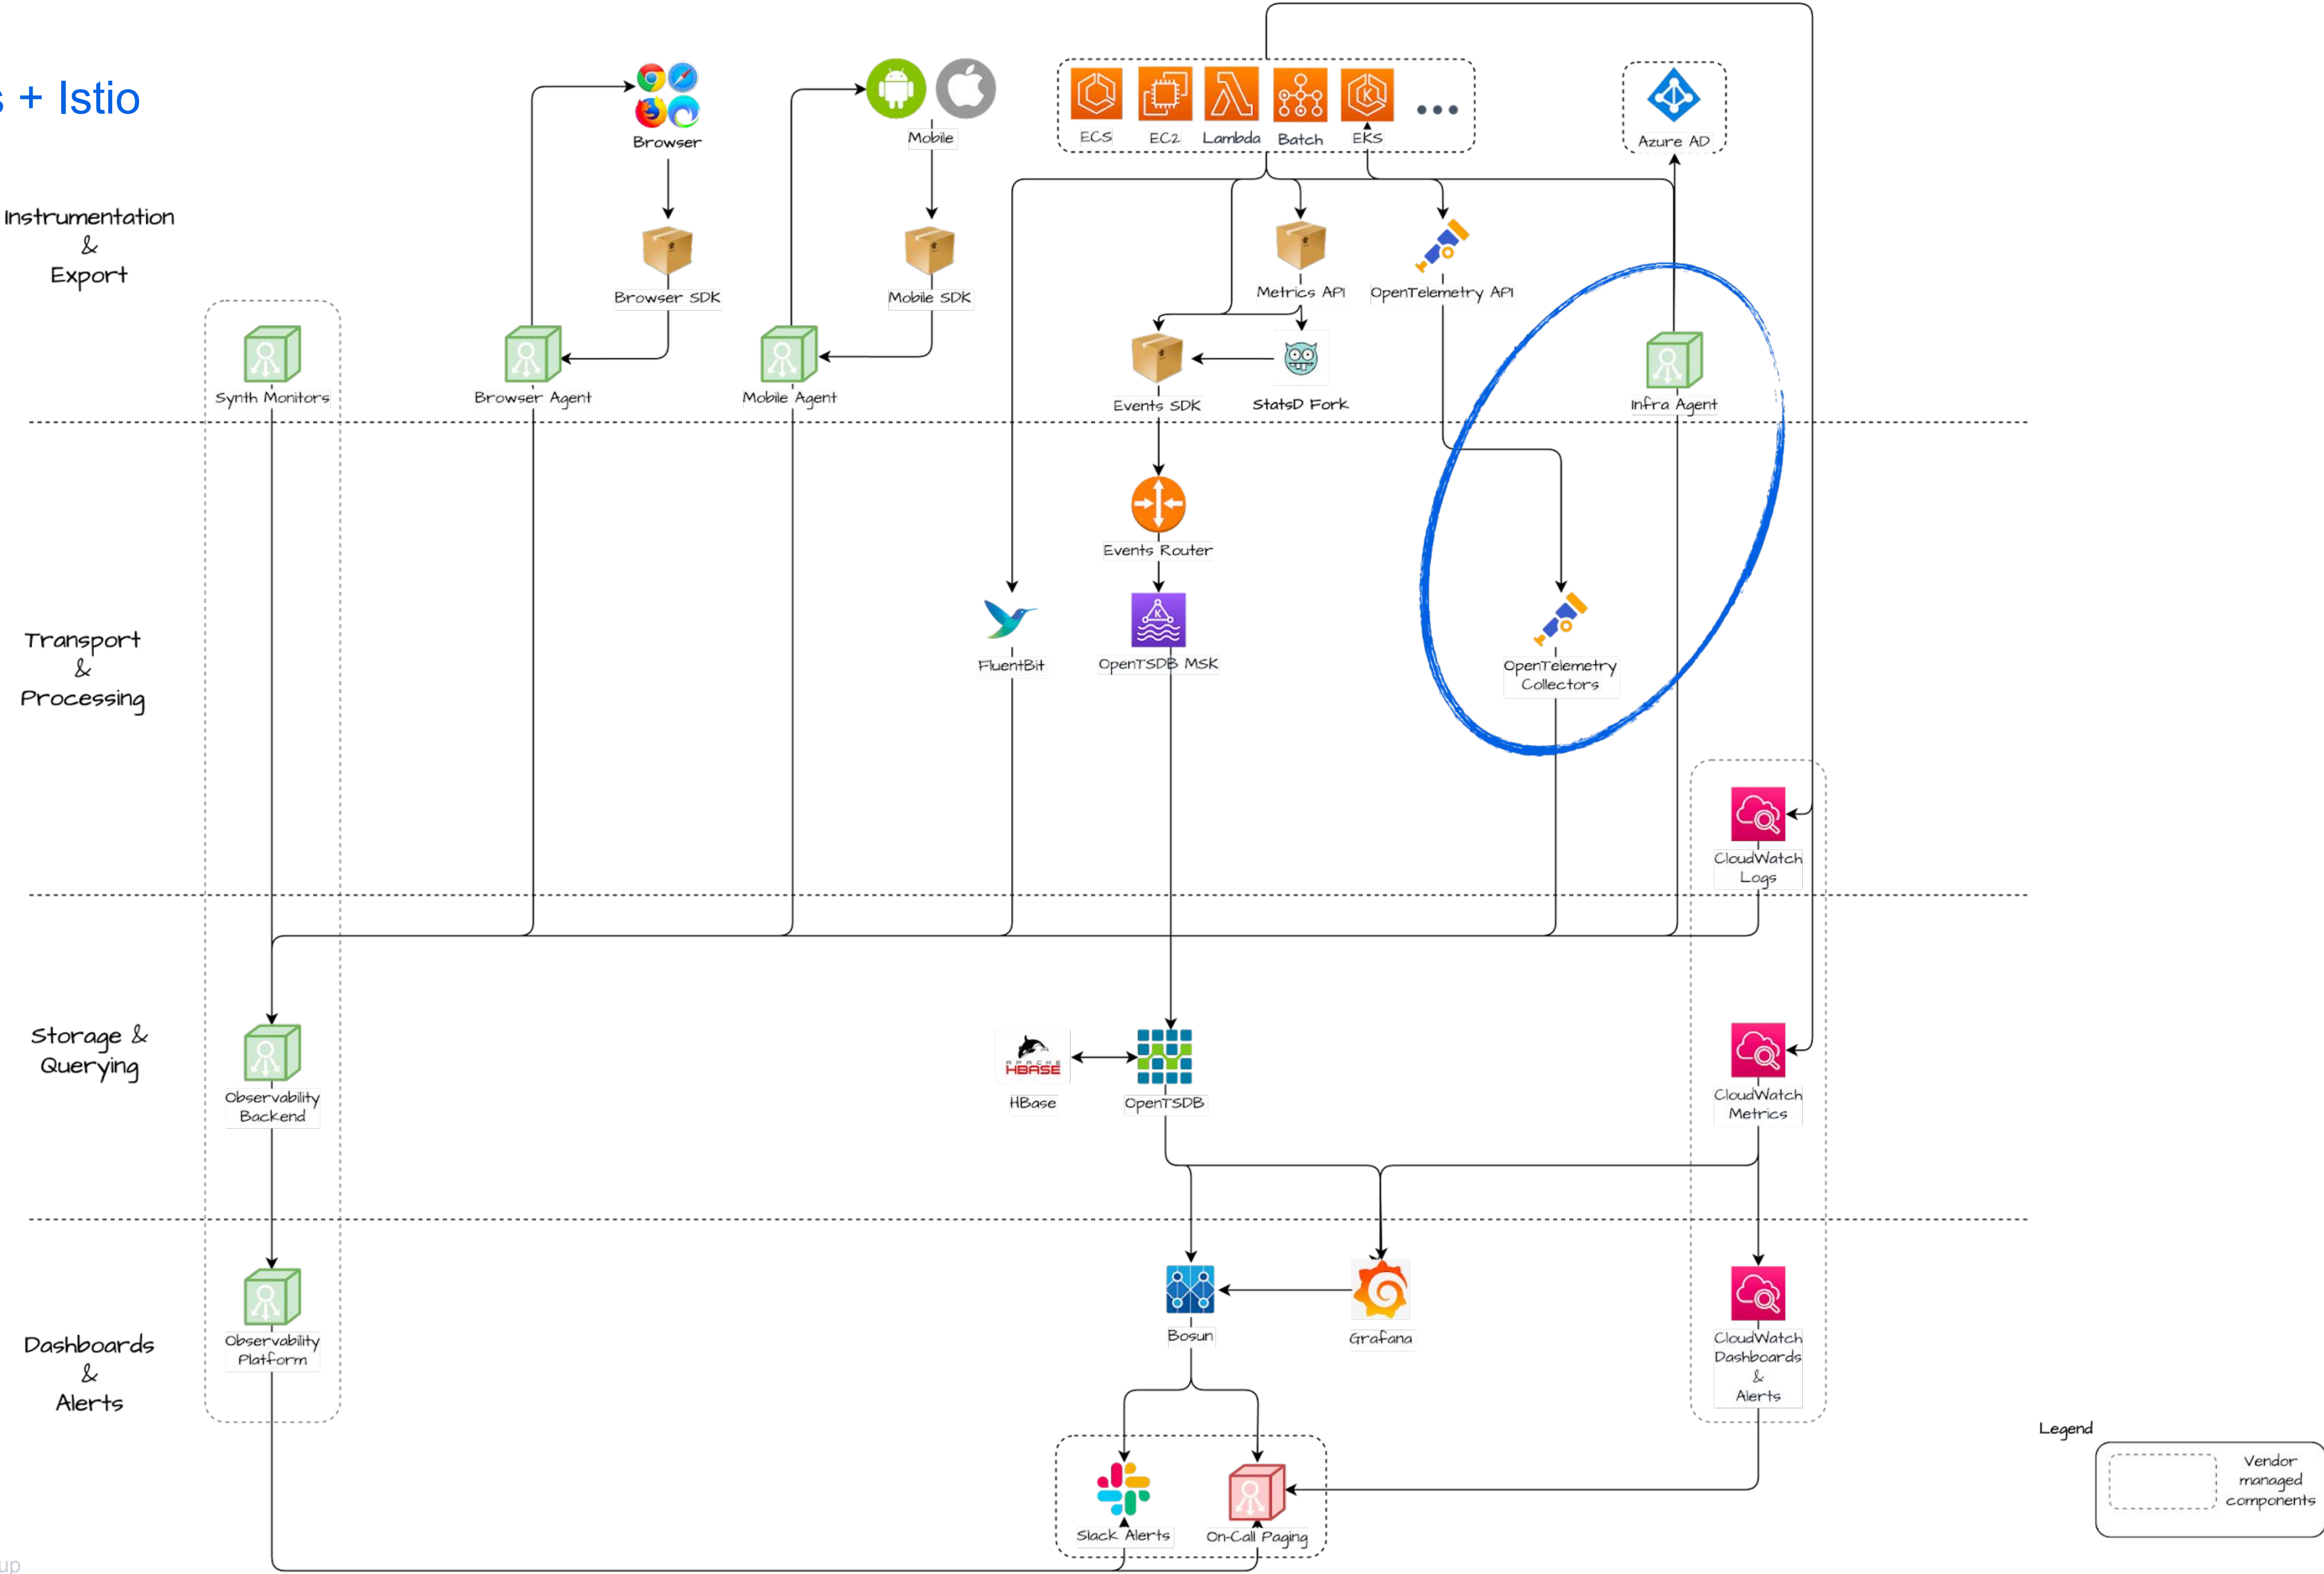 s + Istio
Browser
Mobile
ECS
EC2
Lambda
Batch
EKS
Azure AD
Instrumentation
&
Export
Browser SDK
Mobile SDK
Metrics API
OpenTelemetry API
Synth Monitors
Browser Agent
Mobile Agent
Events SDK
StatsD Fork
Infra Agent
Events Router
Transport
&
Processing
FluentBit
K
OpenTSDB MSK
OpenTelemetry
Collectors
CloudWatch
Logs
Storage &
Querying
Observability
Backend
APACHE
HBASE
HBase
OpenTSDB
CloudWatch
Metrics
Dashboards
&
Alerts
Observability
Platform
Bosun
Grafana
CloudWatch
Dashboards
&
Alerts
Slack Alerts
On-Call Paging
Legend
Vendor
managed
components
up